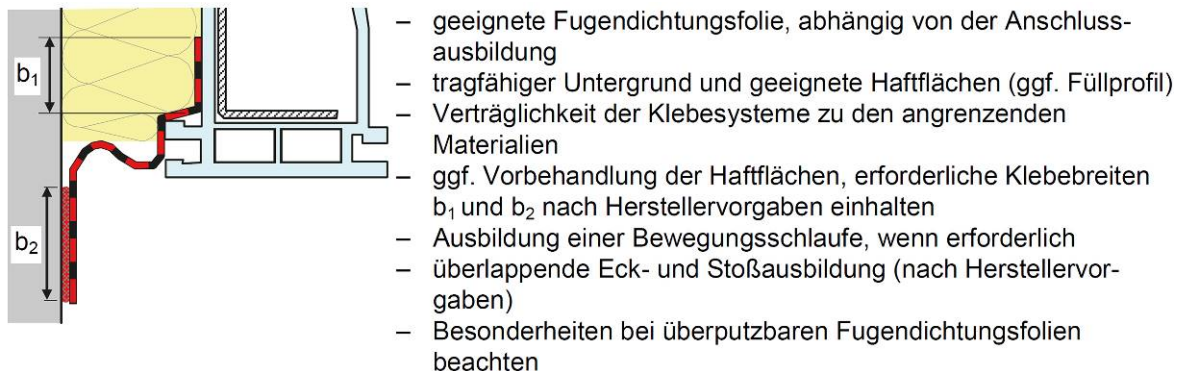 b₁
b₂
– geeignete Fugendichtungsfolie, abhängig von der Anschluss-
ausbildung
– tragfähiger Untergrund und geeignete Haftflächen (ggf. Füllprofil)
– Verträglichkeit der Klebesysteme zu den angrenzenden
Materialien
– ggf. Vorbehandlung der Haftflächen, erforderliche Klebebreiten
b₁ und b₂ nach Herstellervorgaben einhalten
– Ausbildung einer Bewegungsschlaufe, wenn erforderlich
– überlappende Eck- und Stoßausbildung (nach Herstellervor-
gaben)
– Besonderheiten bei überputzbaren Fugendichtungsfolien
beachten